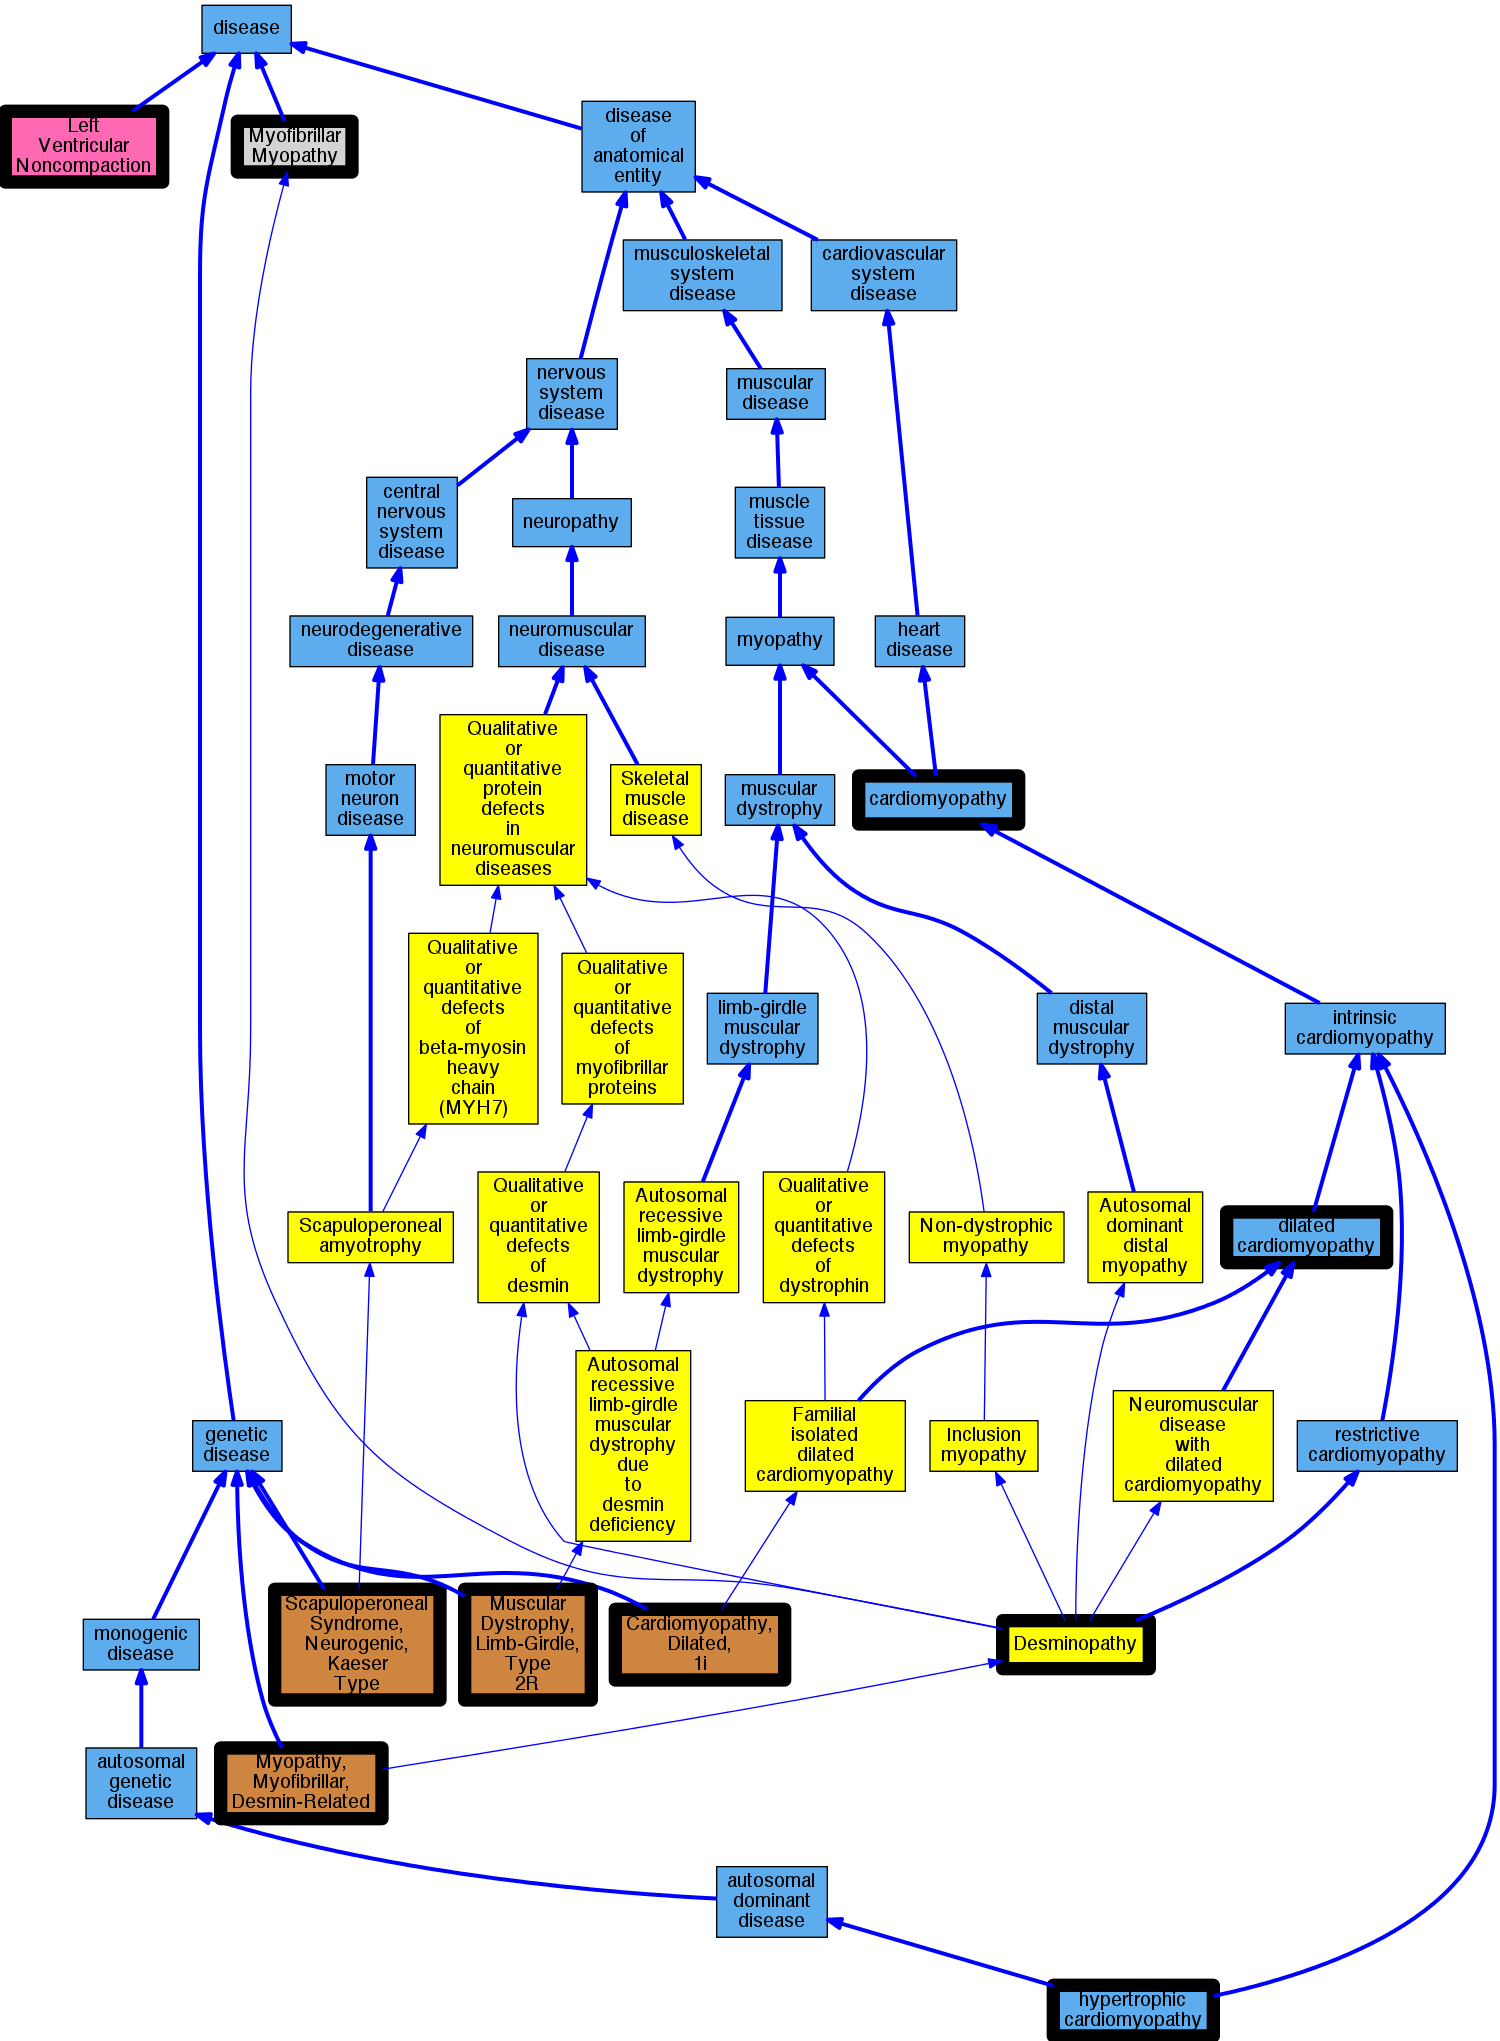 disease
Left
Ventricular
Noncompaction
Myofibrillar
Myopathy
disease
of
anatomical
entity
musculoskeletal
system
disease
cardiovascular
system
disease
nervous
system
disease
muscular
disease
central
nervous
system
disease
neuropathy
muscle
tissue
disease
neurodegenerative
disease
neuromuscular
disease
myopathy
heart
disease
Qualitative
or
quantitative
protein
defects
in
neuromuscular
diseases
motor
neuron
disease
Skeletal
muscle
disease
muscular
dystrophy
cardiomyopathy
Qualitative
or
quantitative
defects
of
beta-myosin
heavy
chain
(MYH7)
Qualitative
or
quantitative
defects
of
myofibrillar
proteins
limb-girdle
muscular
dystrophy
distal
muscular
dystrophy
intrinsic
cardiomyopathy
Scapuloperoneal
amyotrophy
Qualitative
or
quantitative
defects
of
desmin
Autosomal
recessive
limb-girdle
muscular
dystrophy
Qualitative
or
quantitative
defects
of
dystrophin
Non-dystrophic
myopathy
Autosomal
dominant
distal
myopathy
dilated
cardiomyopathy
Autosomal
recessive
limb-girdle
muscular
dystrophy
due
to
desmin
deficiency
genetic
disease
Familial
isolated
dilated
cardiomyopathy
Inclusion
myopathy
Neuromuscular
disease
with
dilated
cardiomyopathy
restrictive
cardiomyopathy
monogenic
disease
Scapuloperoneal
Syndrome,
Neurogenic,
Kaeser
Type
Muscular
Dystrophy,
Limb-Girdle,
Type
2R
Cardiomyopathy,
Dilated,
1i
Desminopathy
autosomal
genetic
disease
Myopathy,
Myofibrillar,
Desmin-Related
autosomal
dominant
disease
hypertrophic
cardiomyopathy